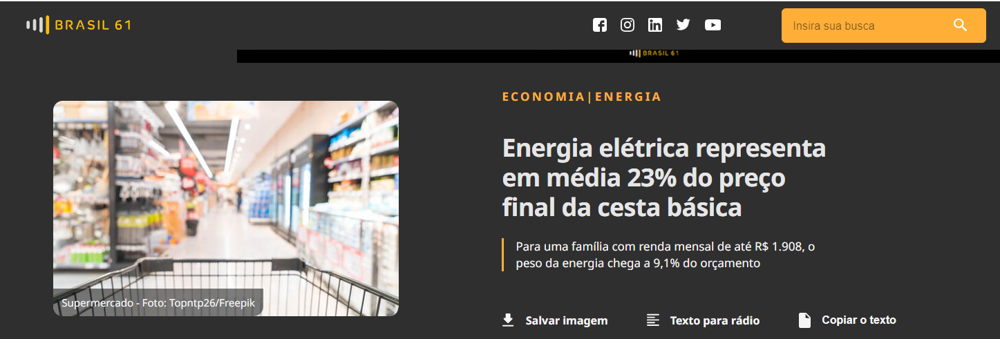 BRASIL 61
Insira sua busca
BRASIL 61
ECONOMIA|ENERGIA
Energia elétrica representa
em média 23% do preço
final da cesta básica
Para uma família com renda mensal de até R$ 1.908, o
peso da energia chega a 9,1% do orçamento
Supermercado - Foto: Topntp26/Freepik
Salvar imagem
Texto para rádio
Copiar o texto